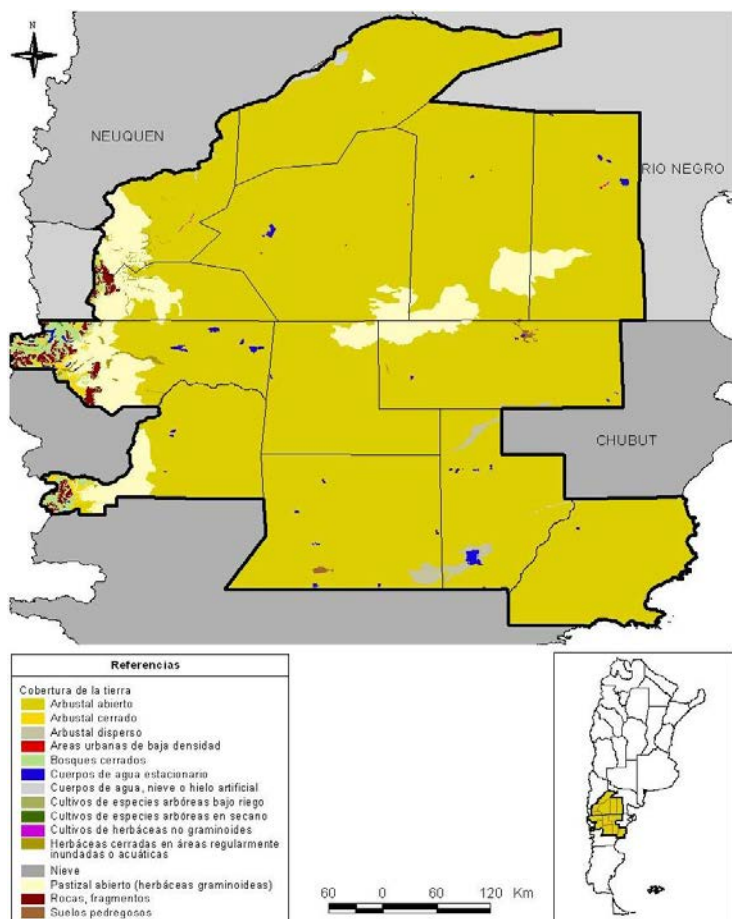 N
NEUQUEN
RIO NEGRO
CHUBUT
Referencias
Cobertura de la tierra
Arbustal abierto
Arbustal cerrado
Arbustal disperso
Areas urbanas de baja densidad
Bosques cerrados
Cuerpos de agua estacionario
Cuerpos de agua, nieve o hielo artificial
Cultivos de especies arbóreas bajo riego
Cultivos de especies arbóreas en secano
Cultivos de herbáceas no graminoides
Herbáceas cerradas en áreas regularmente
inundadas o acuáticas
Nieve
Pastizal abierto (herbáceas graminoideas)
Rocas, fragmentos
Suelos pedregosos
60 0 60 120 Km